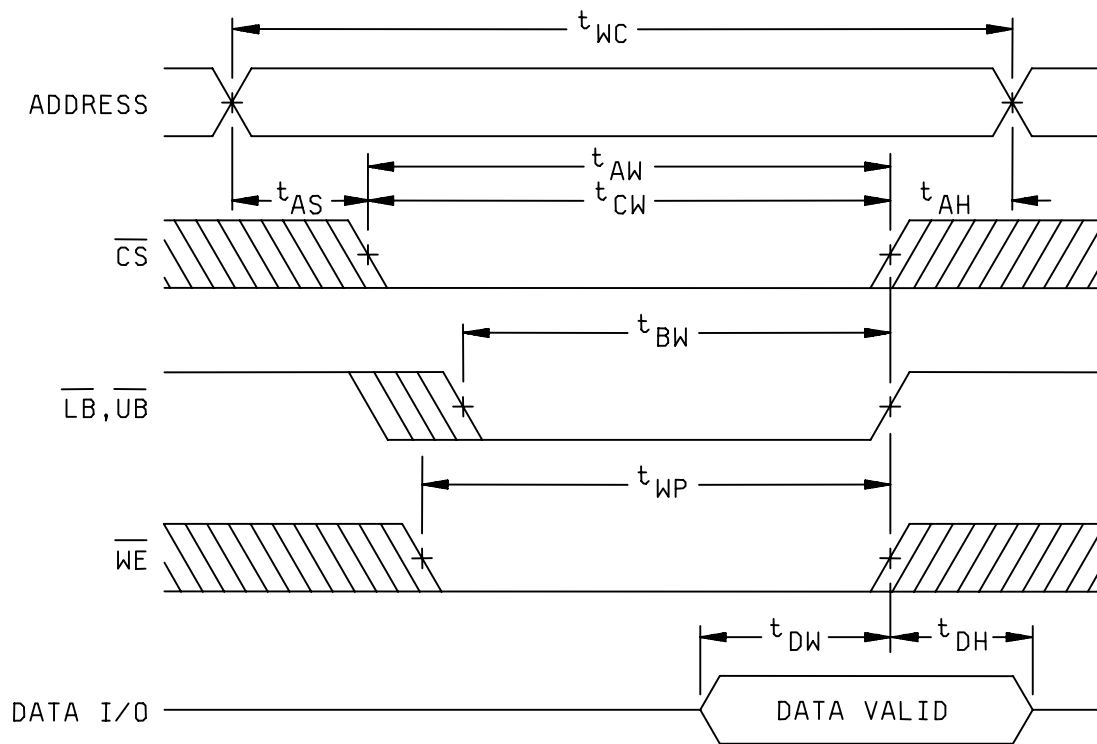 tWC
ADDRESS
tAW
tAS tCW tAH
CS
tBW
LB,UB
tWP
WE
tDW tDH
DATA I/O DATA VALID